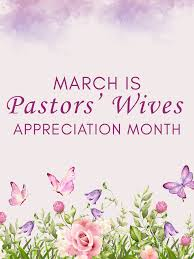 MARCH IS
Pastors' Wives
APPRECIATION MONTH